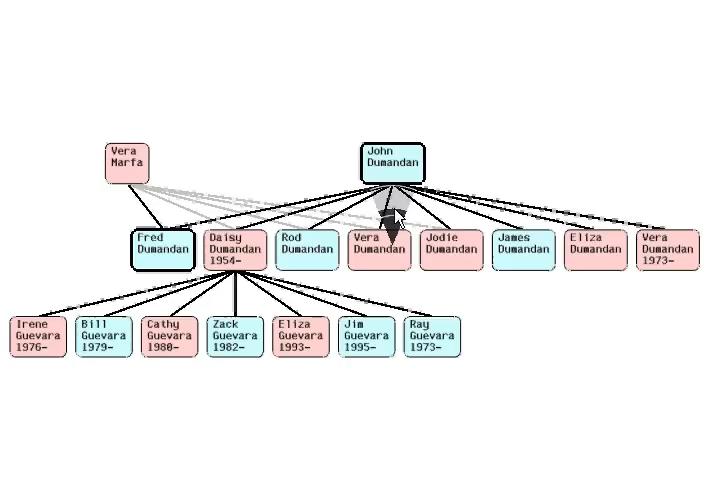 Vera
Marfa
John
Dumandan
Fred
Dumandan
Daisy
Dumandan
1954-
Rod
Dumandan
Vera
Dumandan
Jodie
Dumandan
James
Dumandan
Eliza
Dumandan
Vera
Dumandan
1973-
Irene
Guevara
1976-
Bill
Guevara
1979-
Cathy
Guevara
1980-
Zack
Guevara
1982-
Eliza
Guevara
1993-
Jim
Guevara
1995-
Ray
Guevara
1973-